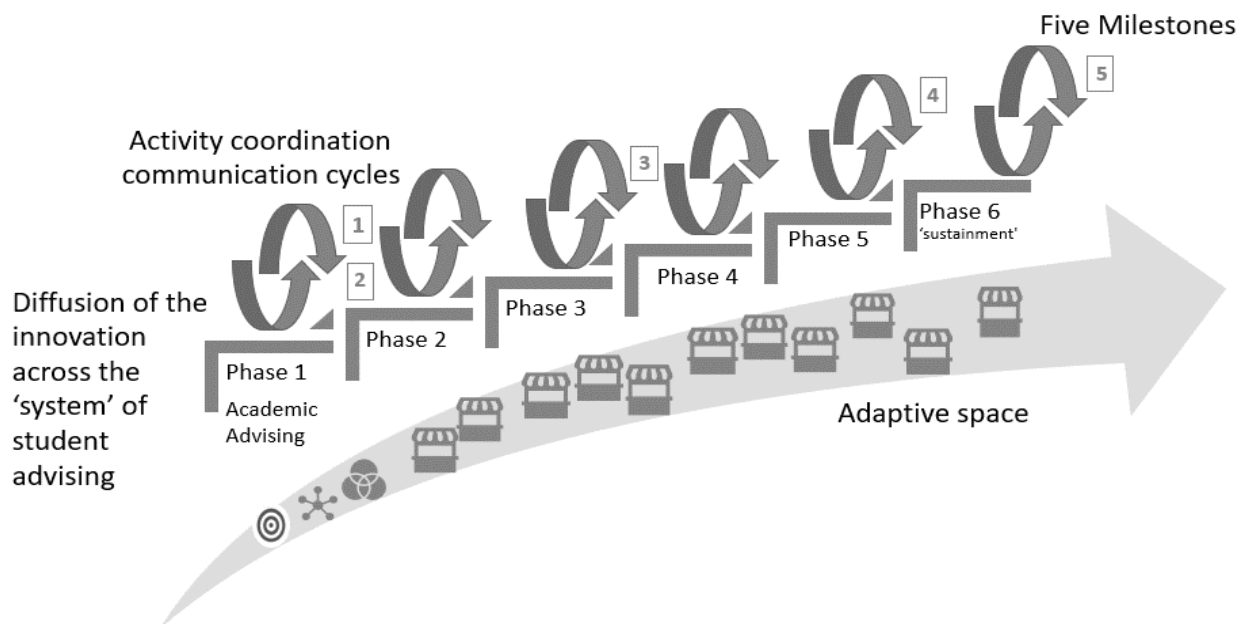 Five Milestones
5
4
Activity coordination
communication cycles
3
1
2
Phase 6
'sustainment'
Phase 5
Phase 4
Phase 3
Phase 2
Phase 1
Academic
Advising
Diffusion of the
innovation
across the
‘system’ of
student
advising
Adaptive space